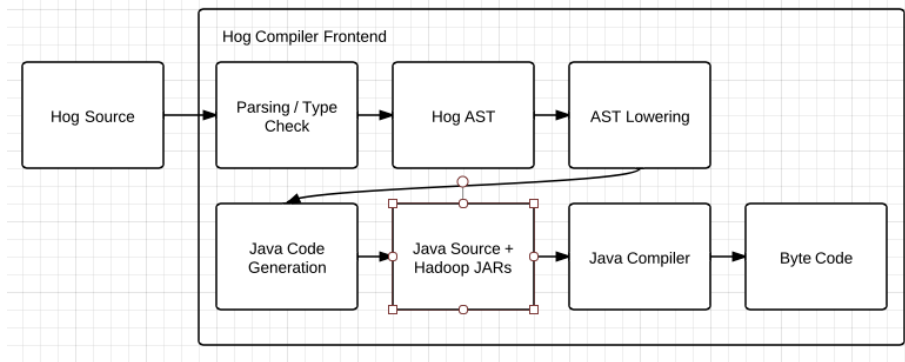 Hog Compiler Frontend
Hog Source
Parsing / Type
Check
Hog AST
AST Lowering
Java Code
Generation
Java Source +
Hadoop JARs
Java Compiler
Byte Code